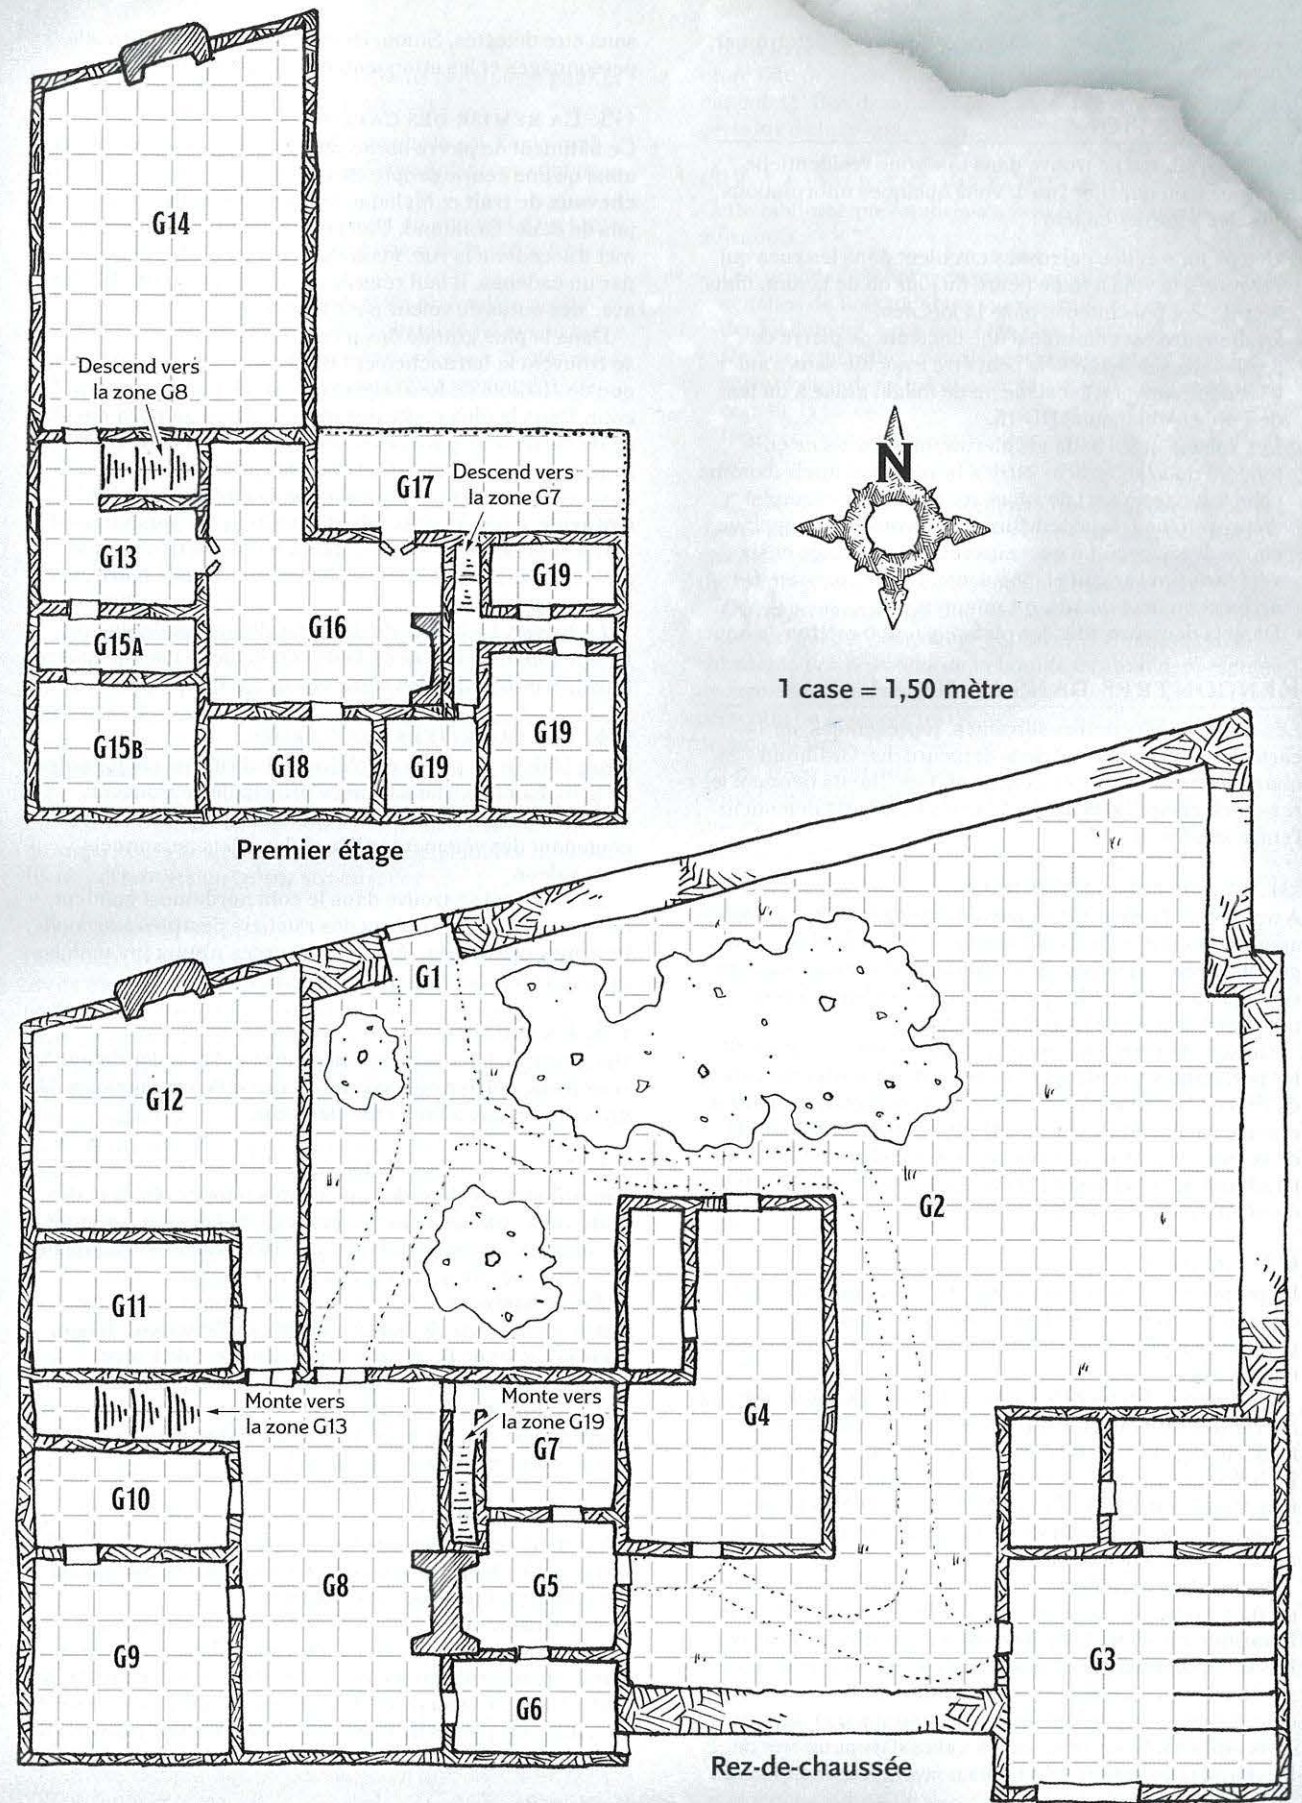 G14
Descend vers
la zone G8
G17
Descend vers
la zone G7
N
G13
G19
G16
G15A
1 case = 1,50 mètre
G15B
G18
G19
G19
Premier étage
G1
G12
G2
G11
Monte vers
la zone G13
Monte vers
la zone G19
G4
G7
G10
G8
G5
G9
G3
G6
Rez-de-chaussée